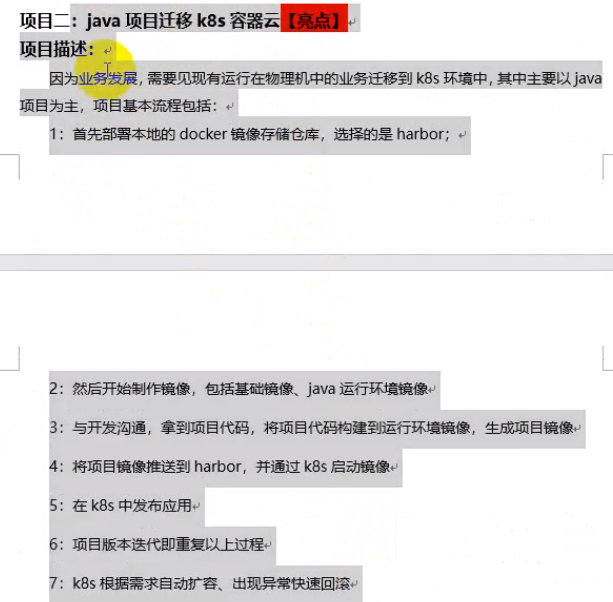 项目二：java 项目迁移 k8s 容器云【亮点】
项目描述：
因为业务发展，需要见现有运行在物理机中的业务迁移到 k8s 环境中，其中主要以 java
项目为主，项目基本流程包括：
1：首先部署本地的 docker 镜像存储仓库，选择的是 harbor；
2：然后开始制作镜像，包括基础镜像、java 运行环境镜像
3：与开发沟通，拿到项目代码，将项目代码构建到运行环境镜像，生成项目镜像
4：将项目镜像推送到 harbor，并通过 k8s 启动镜像
5：在 k8s 中发布应用
6：项目版本迭代即重复以上过程
7：k8s 根据需求自动扩容、出现异常快速回滚